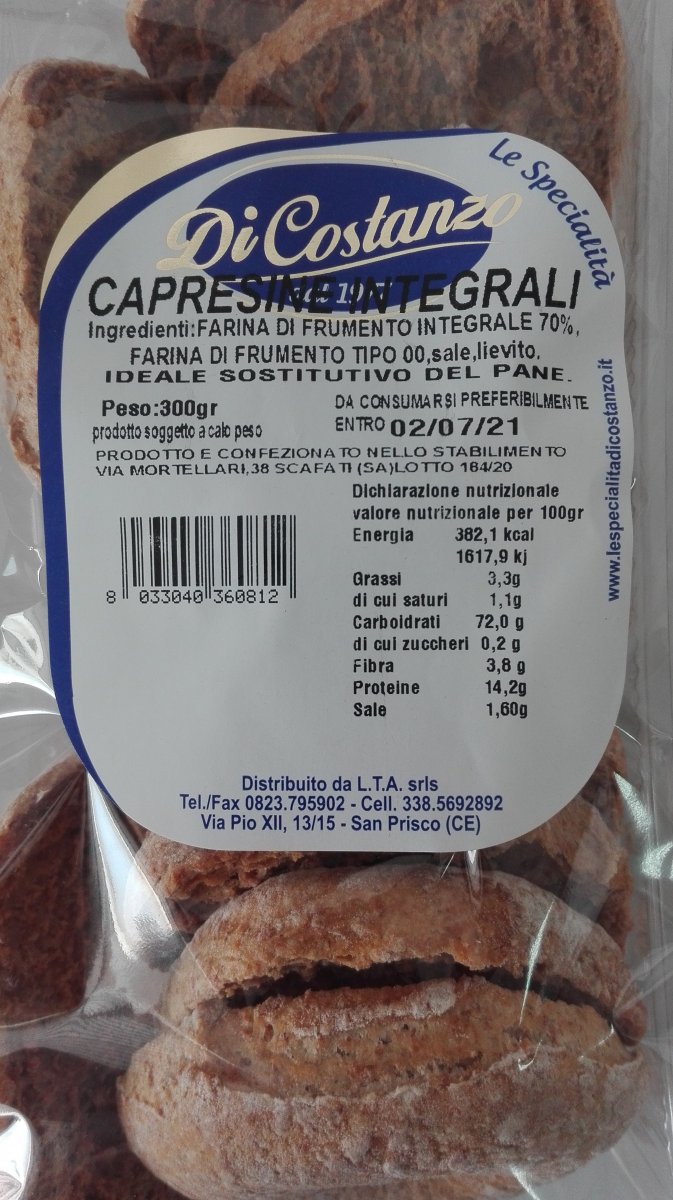 Le Specialità
Di Costanzo
CAPRESINE INTEGRALI
Ingredienti:FARINA DI FRUMENTO INTEGRALE 70%,
FARINA DI FRUMENTO TIPO 00,sale,lievito.
IDEALE SOSTITUTIVO DEL PANE.
Peso:300gr
prodotto soggetto a calo peso
DA CONSUMARSI PREFERIBILMENTE
ENTRO 02/07/21
PRODOTTO E CONFEZIONATO NELLO STABILIMENTO
VIA MORTELLARI,38 SCAFATI (SA)LOTTO 184/20
Dichiarazione nutrizionale
valore nutrizionale per 100gr
Energia 382,1 kcal
1617,9 kj
Grassi 3,3g
di cui saturi 1,1g
Carboidrati 72,0 g
di cui zuccheri 0,2 g
Fibra 3,8 g
Proteine 14,2g
Sale 1,60g
8 033040 360812
www.lespecialitadicostanzo.it
Distribuito da L.T.A. srls
Tel./Fax 0823.795902 - Cell. 338.5692892
Via Pio XII, 13/15 - San Prisco (CE)